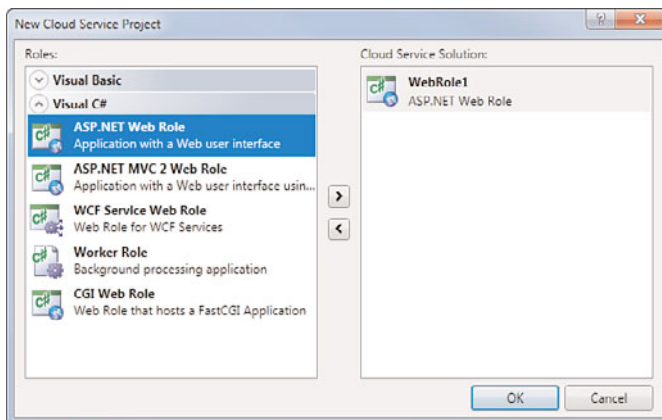 New Cloud Service Project
Roles:
Visual Basic
Visual C#
ASP.NET Web Role
Application with a Web user interface
ASP.NET MVC 2 Web Role
Application with a Web user interface usin...
WCF Service Web Role
Web Role for WCF Services
Worker Role
Background processing application
CGI Web Role
Web Role that hosts a FastCGI Application
Cloud Service Solution:
WebRole1
ASP.NET Web Role
OK
Cancel